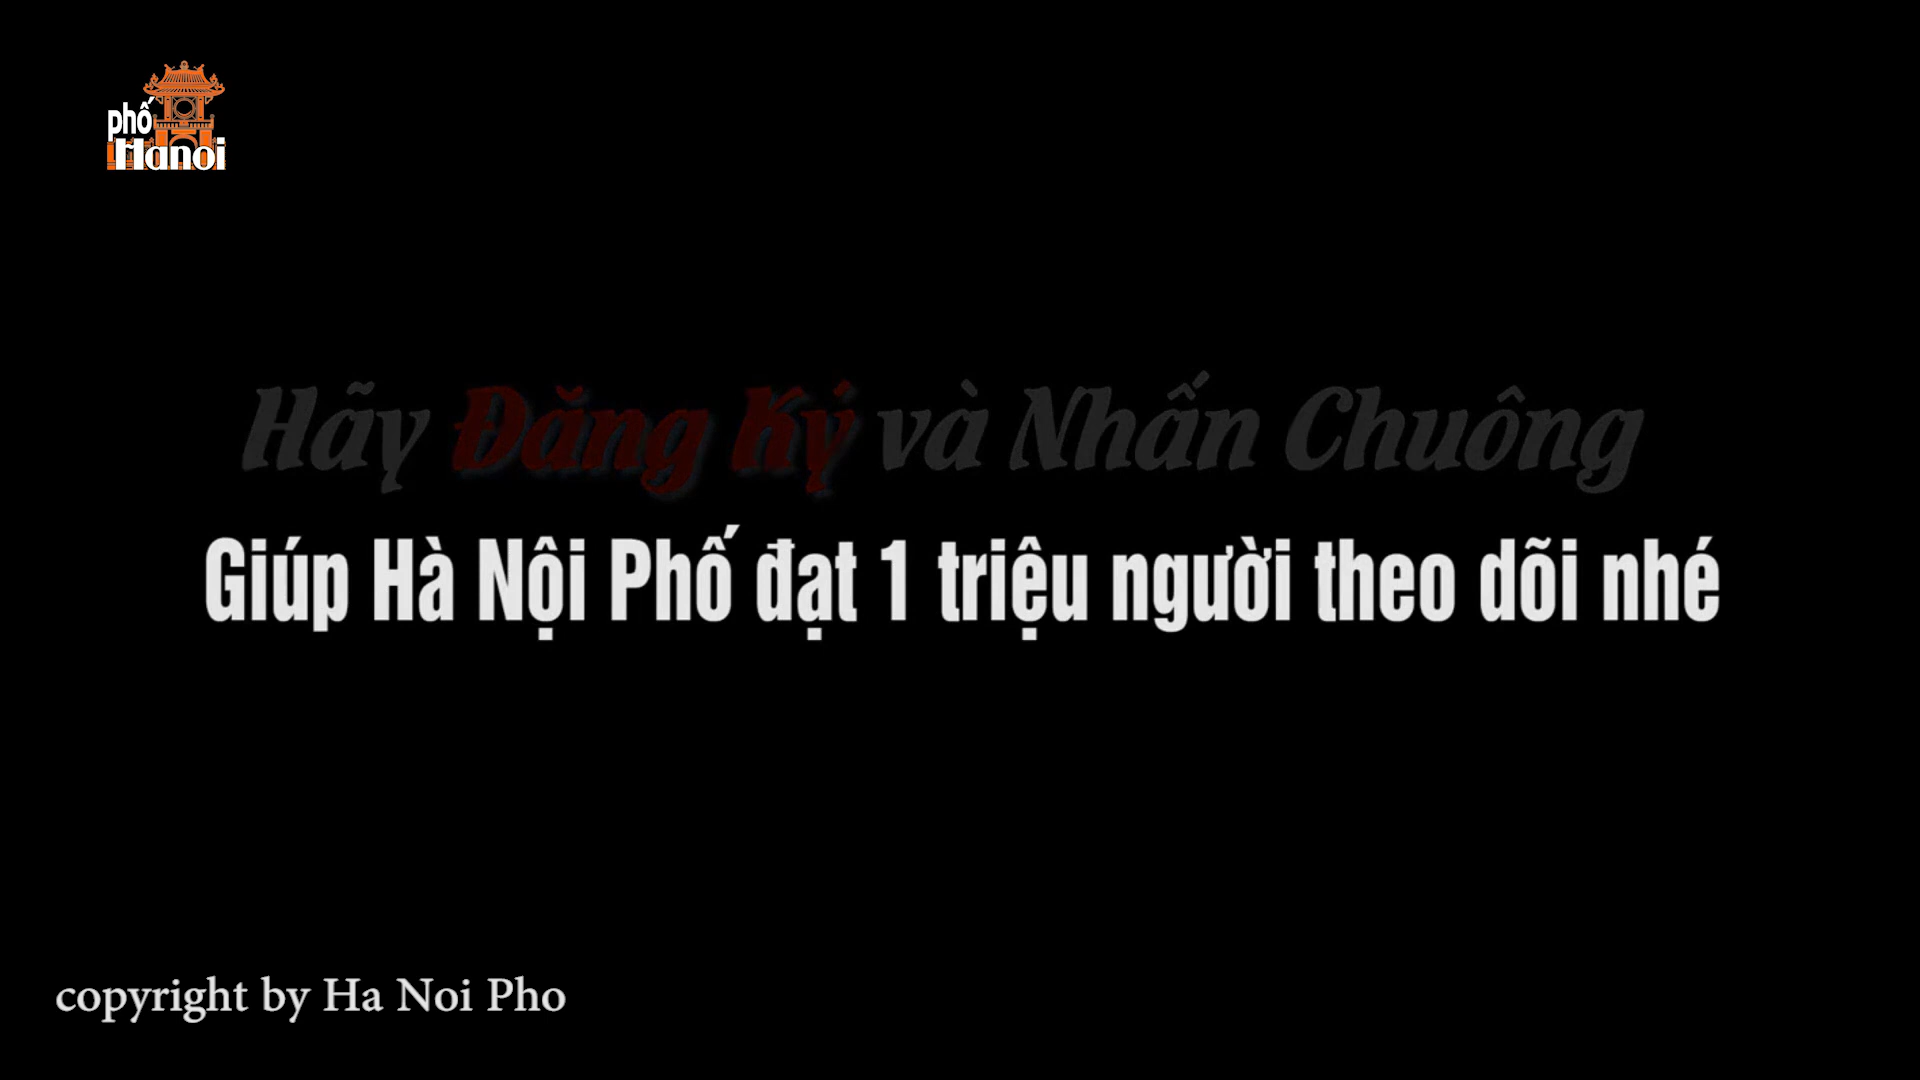 phố
Hanoi
Hãy Đăng Ký và Nhấn Chuông
Giúp Hà Nội Phố đạt 1 triệu người theo dõi nhé
copyright by Ha Noi Pho